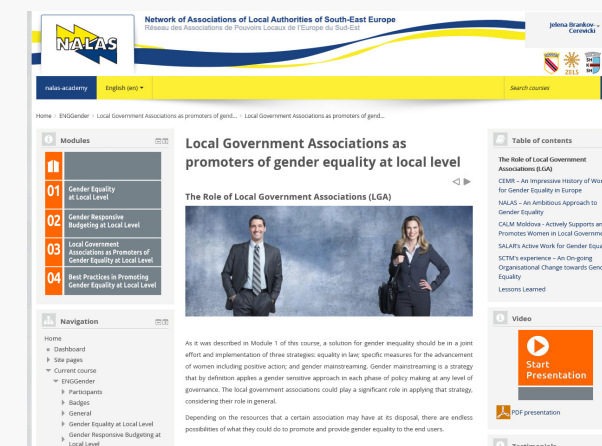 Network of Associations of Local Authorities of South-East Europe
Réseau des Associations de Pouvoirs Locaux de l'Europe du Sud-Est
NALAS
Jelena Brankov-
Cerevicki
ZELS
nalas-academy
English (en)
Search courses
Home
ENGGender
Local Government Associations as promoters of gend...
Local Government Associations as promoters of gend...
Modules
01 Gender Equality
at Local Level
02 Gender Responsive
Budgeting at Local Level
03 Local Government
Associations as Promoters of
Gender Equality at Local Level
04 Best Practices in Promoting
Gender Equality at Local Level
Navigation
Home
Dashboard
Site pages
Current course
ENGGender
Participants
Badges
General
Gender Equality at Local Level
Gender Responsive Budgeting at
Local Level
Local Government Associations as
promoters of gender equality at local level
The Role of Local Government Associations (LGA)
As it was described in Module 1 of this course, a solution for gender inequality should be in a joint
effort and implementation of three strategies: equality in law; specific measures for the advancement
of women including positive action; and gender mainstreaming. Gender mainstreaming is a strategy
that by definition applies a gender sensitive approach in each phase of policy making at any level of
governance. The local government associations could play a significant role in applying that strategy,
considering their role in general.
Depending on the resources that a certain association may have at its disposal, there are endless
possibilities of what they could do to promote and provide gender equality to the end users.
Table of contents
The Role of Local Government
Associations (LGA)
CEMR – An Impressive History of Wor
for Gender Equality in Europe
NALAS – An Ambitious Approach to
Gender Equality
CALM Moldova - Actively Supports an
Promotes Women in Local Governme
SALAR's Active Work for Gender Equa
SCTM's experience – An On-going
Organisational Change towards Gend
Equality
Lessons Learned
Video
Start
Presentation
PDF presentation
Testimonials